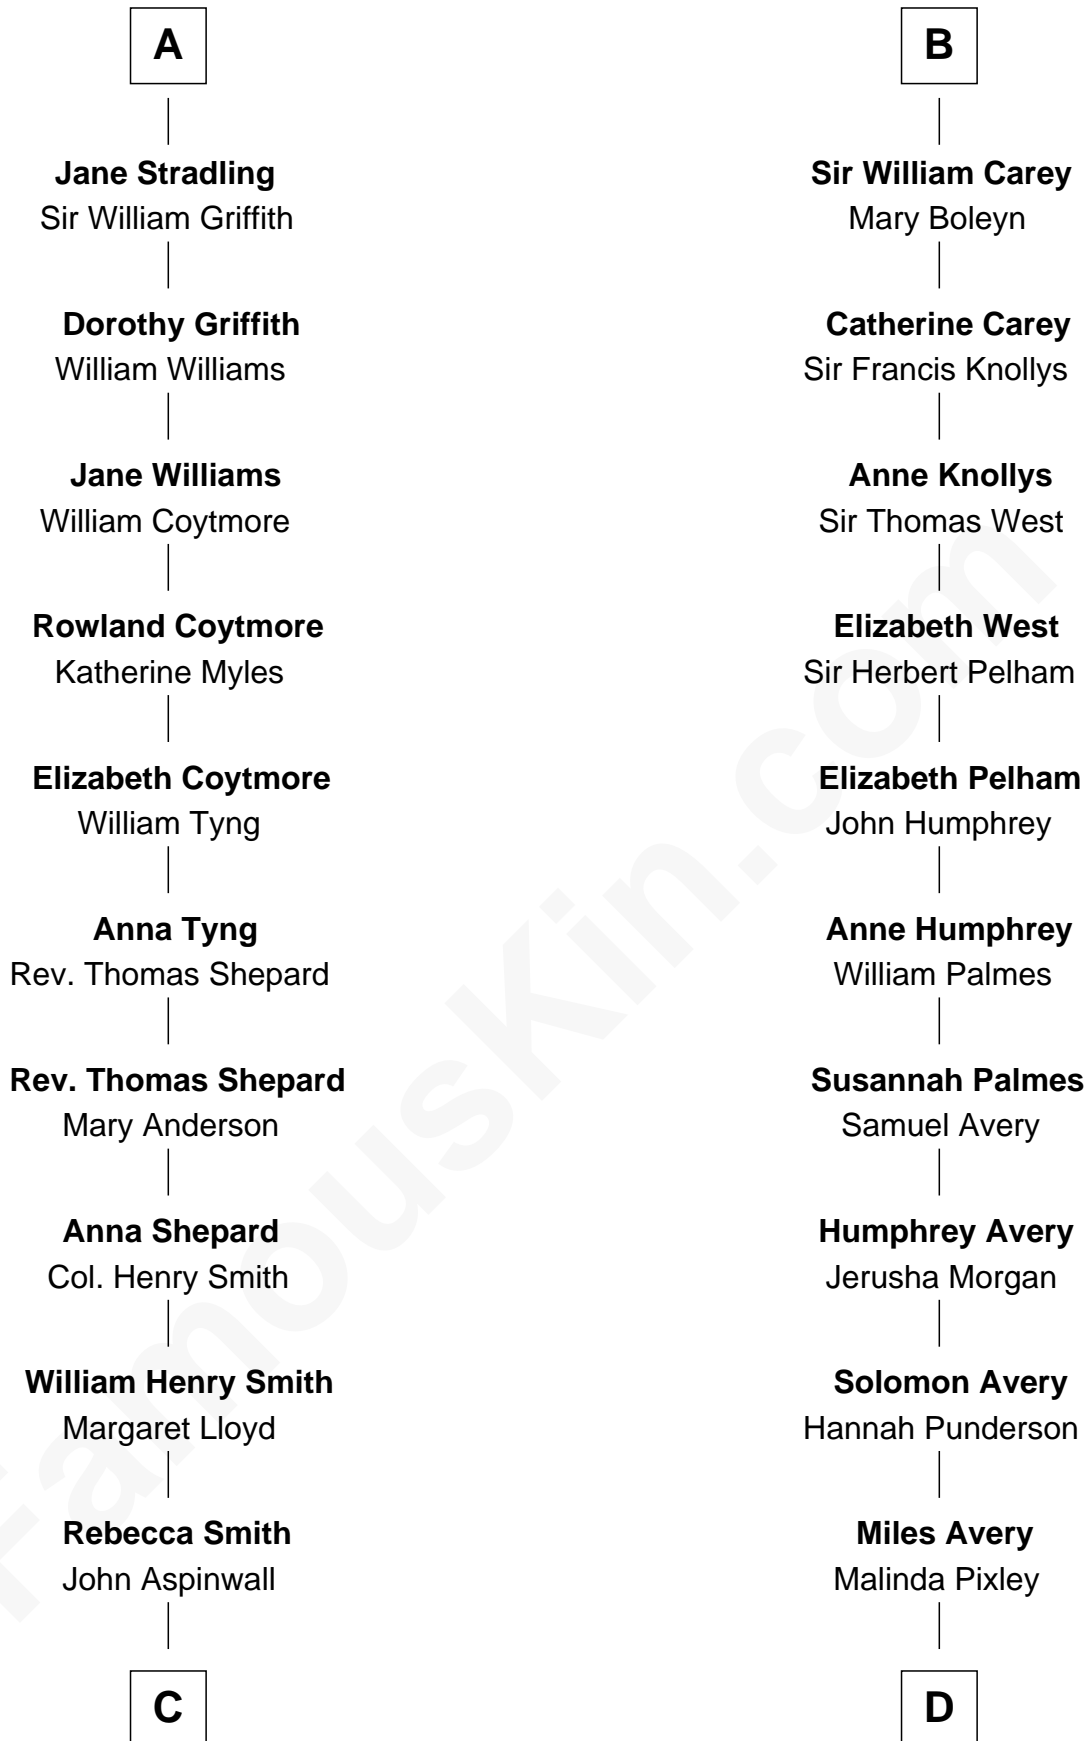 A
Jane Stradling
Sir William Griffith
Dorothy Griffith
William Williams
Jane Williams
William Coytmore
Rowland Coytmore
Katherine Myles
Elizabeth Coytmore
William Tyng
Anna Tyng
Rev. Thomas Shepard
Rev. Thomas Shepard
Mary Anderson
Anna Shepard
Col. Henry Smith
William Henry Smith
Margaret Lloyd
Rebecca Smith
John Aspinwall
C
B
Sir William Carey
Mary Boleyn
Catherine Carey
Sir Francis Knollys
Anne Knollys
Sir Thomas West
Elizabeth West
Sir Herbert Pelham
Elizabeth Pelham
John Humphrey
Anne Humphrey
William Palmes
Susannah Palmes
Samuel Avery
Humphrey Avery
Jerusha Morgan
Solomon Avery
Hannah Punderson
Miles Avery
Malinda Pixley
D
FamousKin.com